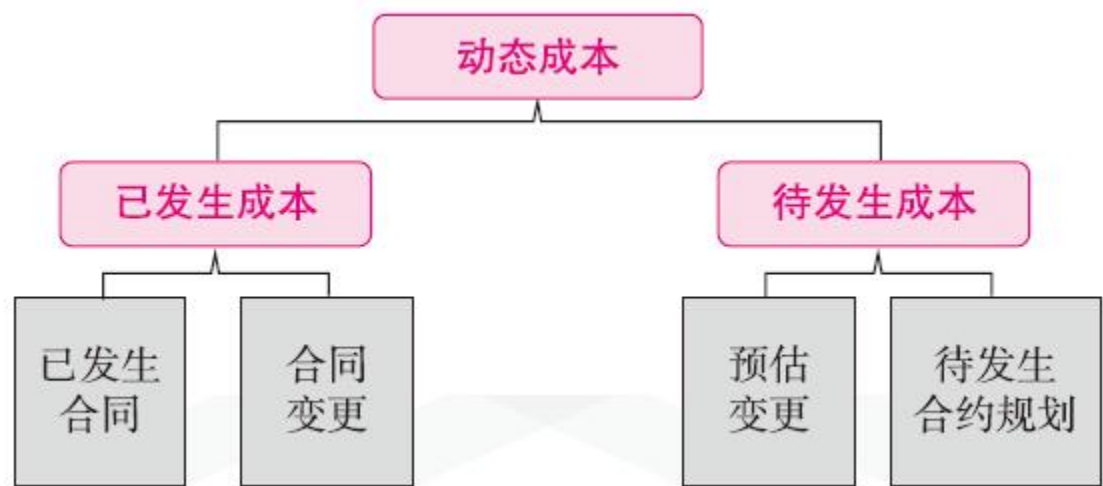 动态成本
已发生成本
待发生成本
已发生
合同
合同
变更
预估
变更
待发生
合约规划